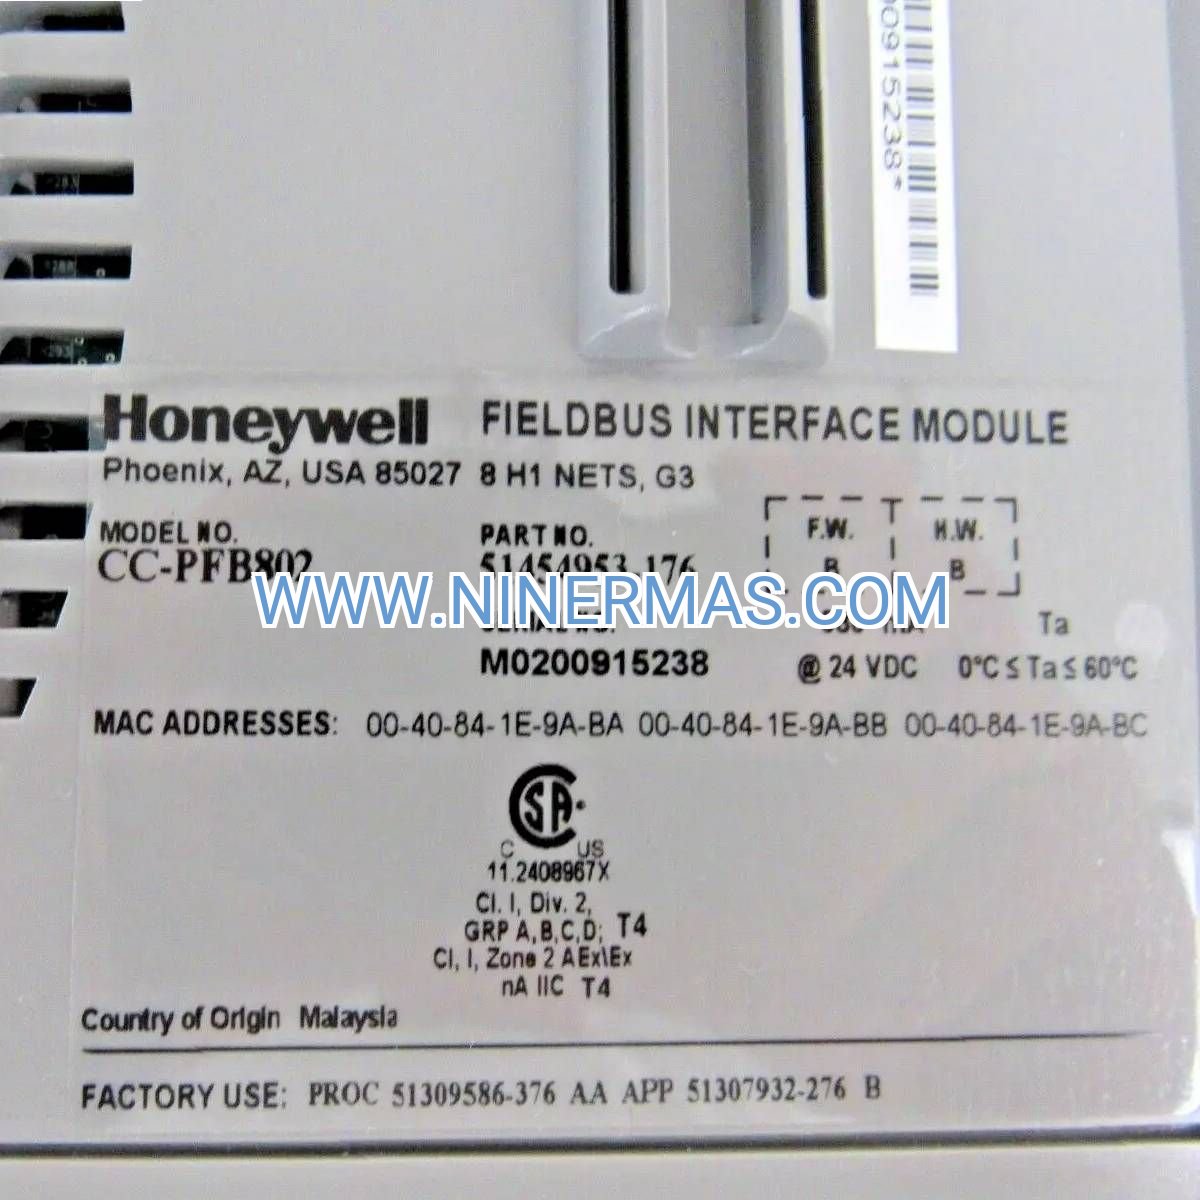 0915238*
Honeywell FIELDBUS INTERFACE MODULE
Phoenix, AZ, USA 85027 8 H1 NETS, G3
MODEL NO. PART NO. F.W. H.W.
CC-PFB802 51454953-176 B B
WWW.NINERMAS.COM
SERIAL NO. mA Ta
M0200915238 @ 24 VDC 0°C ≤ Ta ≤ 60°C
MAC ADDRESSES: 00-40-84-1E-9A-BA 00-40-84-1E-9A-BB 00-40-84-1E-9A-BC
SA
C US
11.2408967X
Cl. I, Div. 2,
GRP A,B,C,D; T4
Cl, I, Zone 2 AEx\Ex
nA IIC T4
Country of Origin Malaysia
FACTORY USE: PROC 51309586-376 AA APP 51307932-276 B